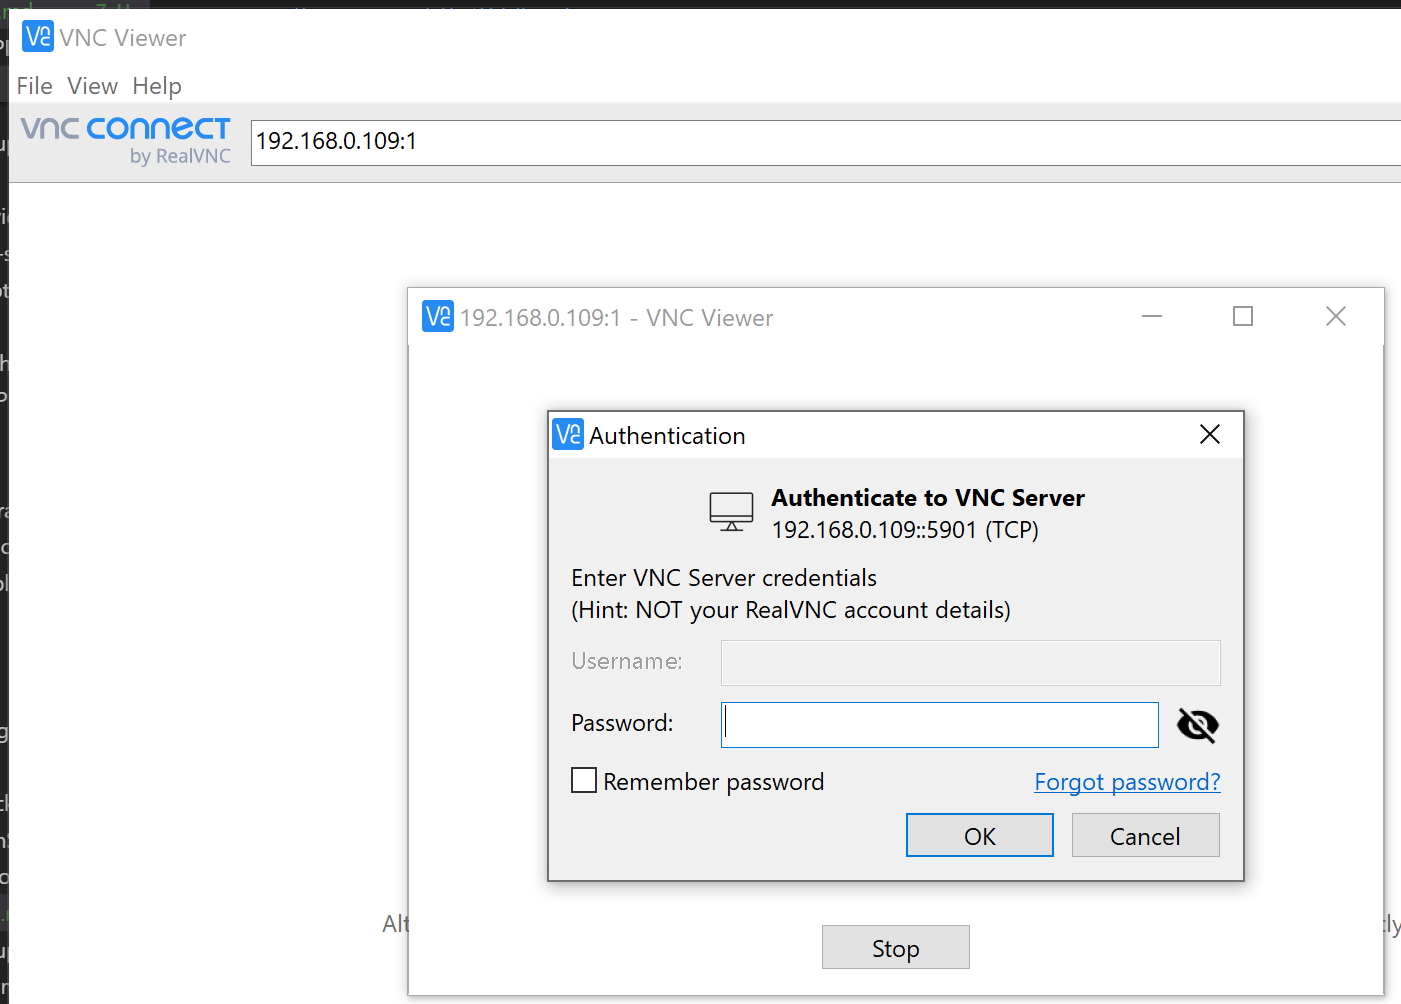 VNC Viewer
File View Help
vnc connect
by RealVNC
192.168.0.109:1
192.168.0.109:1 - VNC Viewer
Authentication
Authenticate to VNC Server
192.168.0.109::5901 (TCP)
Enter VNC Server credentials
(Hint: NOT your RealVNC account details)
Username:
Password:
Remember password
Forgot password?
OK
Cancel
Alt
Stop